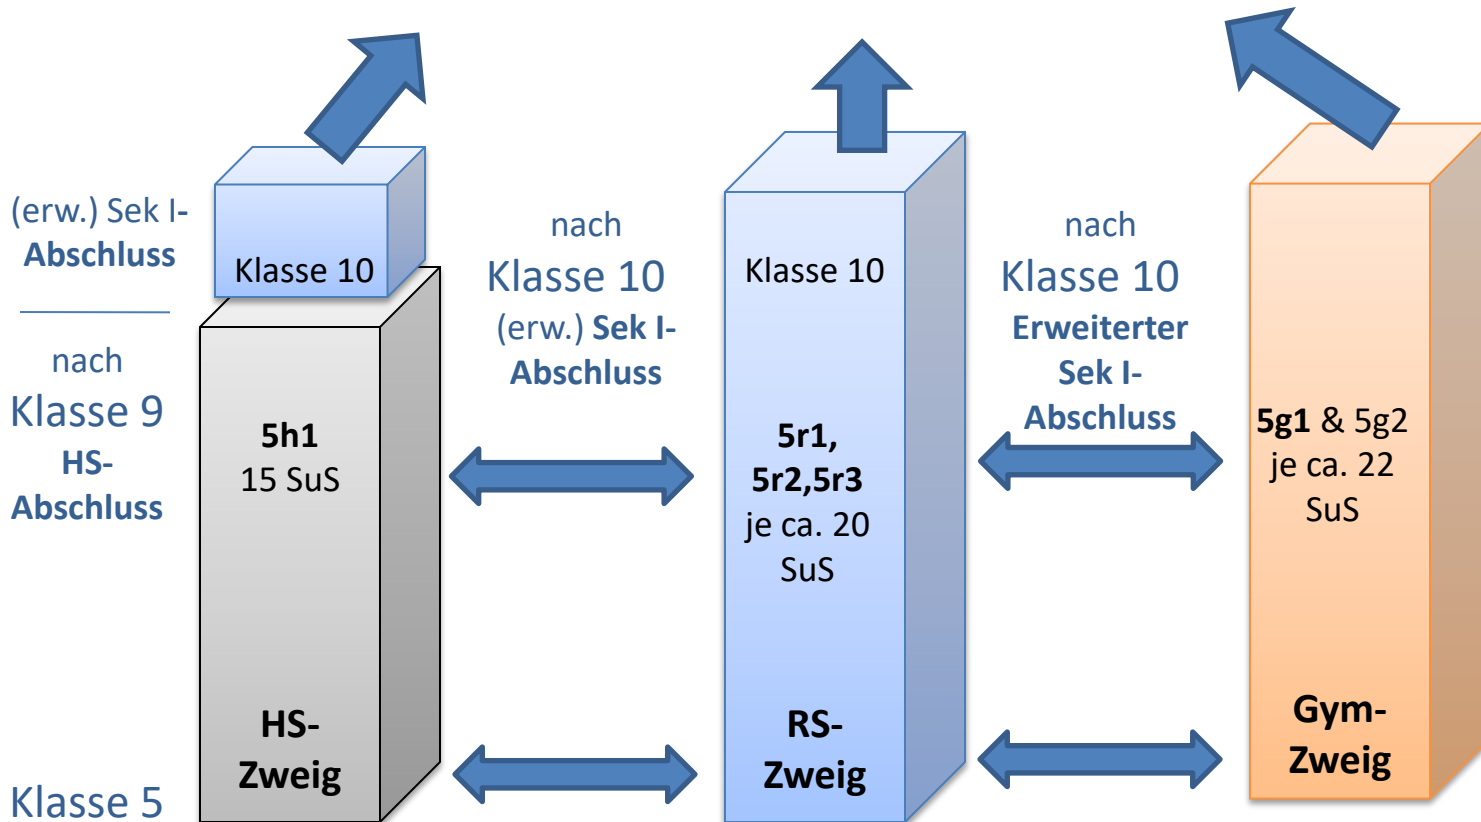 (erw.) Sek I-
Abschluss
nach
Klasse 9
HS-
Abschluss
Klasse 5
Klasse 10
5h1
15 SuS
HS-
Zweig
nach
Klasse 10
(erw.) Sek I-
Abschluss
Klasse 10
5r1,
5r2,5r3
je ca. 20
SuS
RS-
Zweig
nach
Klasse 10
Erweiterter
Sek I-
Abschluss
5g1 & 5g2
je ca. 22
SuS
Gym-
Zweig